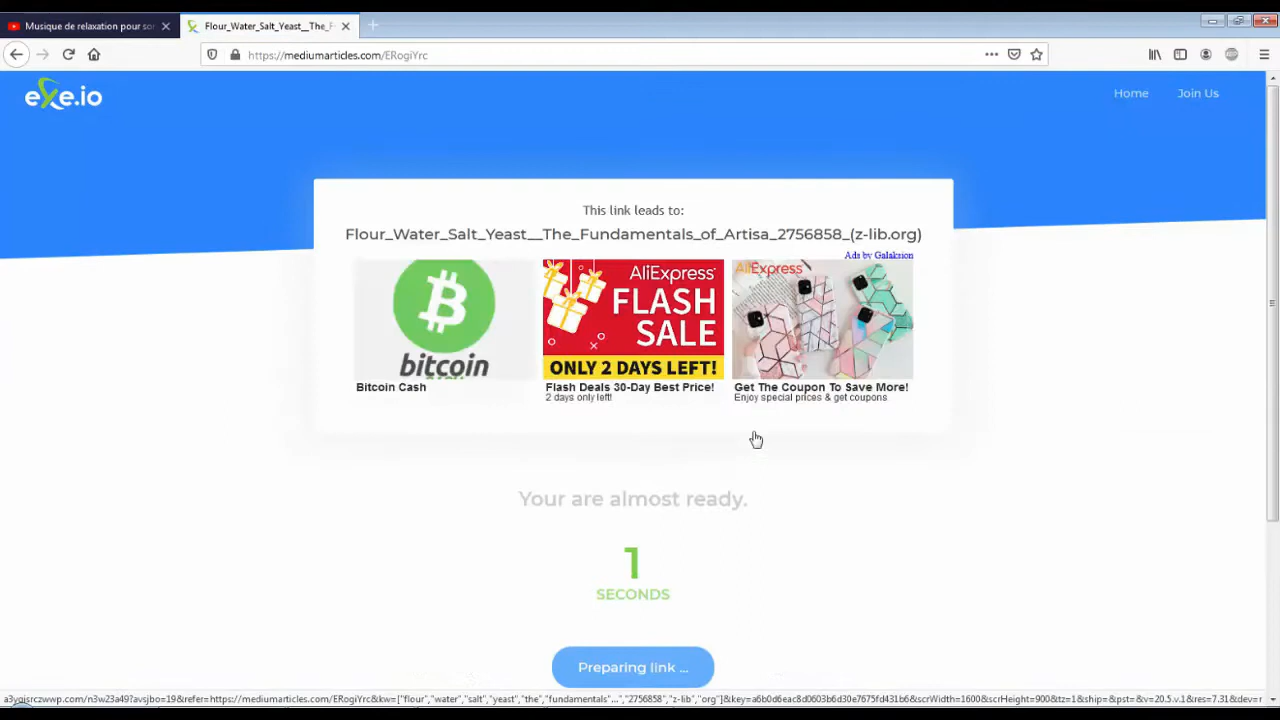 Musique de relaxation pour so
Flour_Water_Salt_Yeast__The_F
https://mediumarticles.com/ERogiYrc
exe.io
Home
Join Us
This link leads to:
Flour_Water_Salt_Yeast__The_Fundamentals_of_Artisa_2756858_(z-lib.org)
Ads by Galaksion
bitcoin
AliExpress
FLASH
SALE
ONLY 2 DAYS LEFT!
AliExpress
Bitcoin Cash
Flash Deals 30-Day Best Price!
2 days only left!
Get The Coupon To Save More!
Enjoy special prices & get coupons
Your are almost ready.
1
SECONDS
Preparing link ...